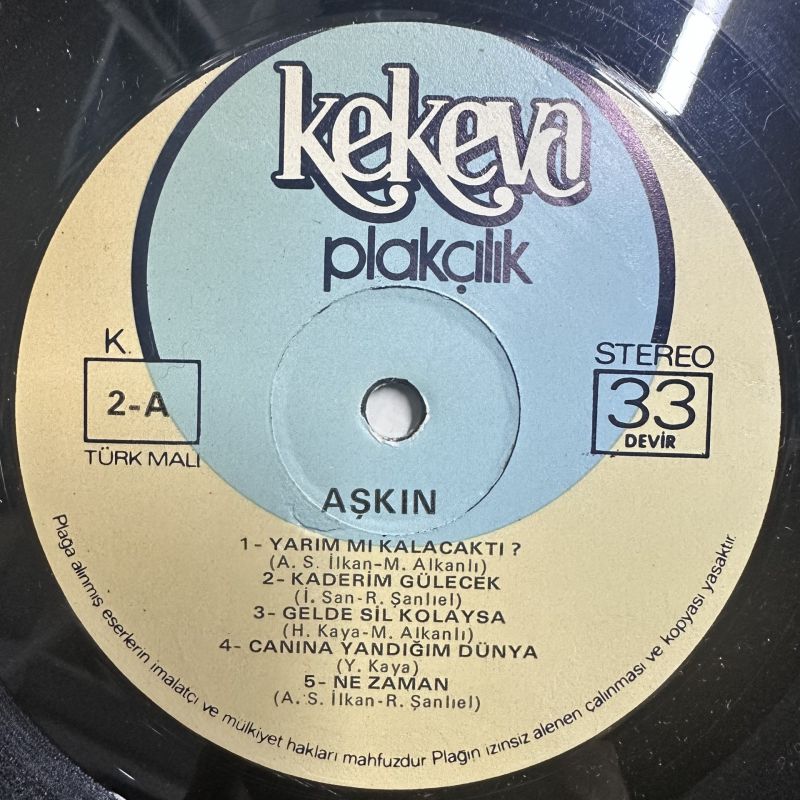 kekeva
plakçılık
K.
2-A
TÜRK MALI
STEREO
33
DEVİR
AŞKIN
1- YARIM MI KALACAKTI ?
(A. S. İlkan-M. Alkanlı)
2- KADERİM GÜLECEK
(İ. San-R. Şanlıel)
3- GELDE SİL KOLAYSA
(H. Kaya-M. Alkanlı)
4- CANINA YANDIĞIM DÜNYA
(Y. Kaya)
5- NE ZAMAN
(A. S. İlkan-R. Şanlıel)
Plağa alınmış eserlerin imalatçı ve mülkiyet hakları mahfuzdur Plağın izinsiz alenen çalınması ve kopyası yasaktır.